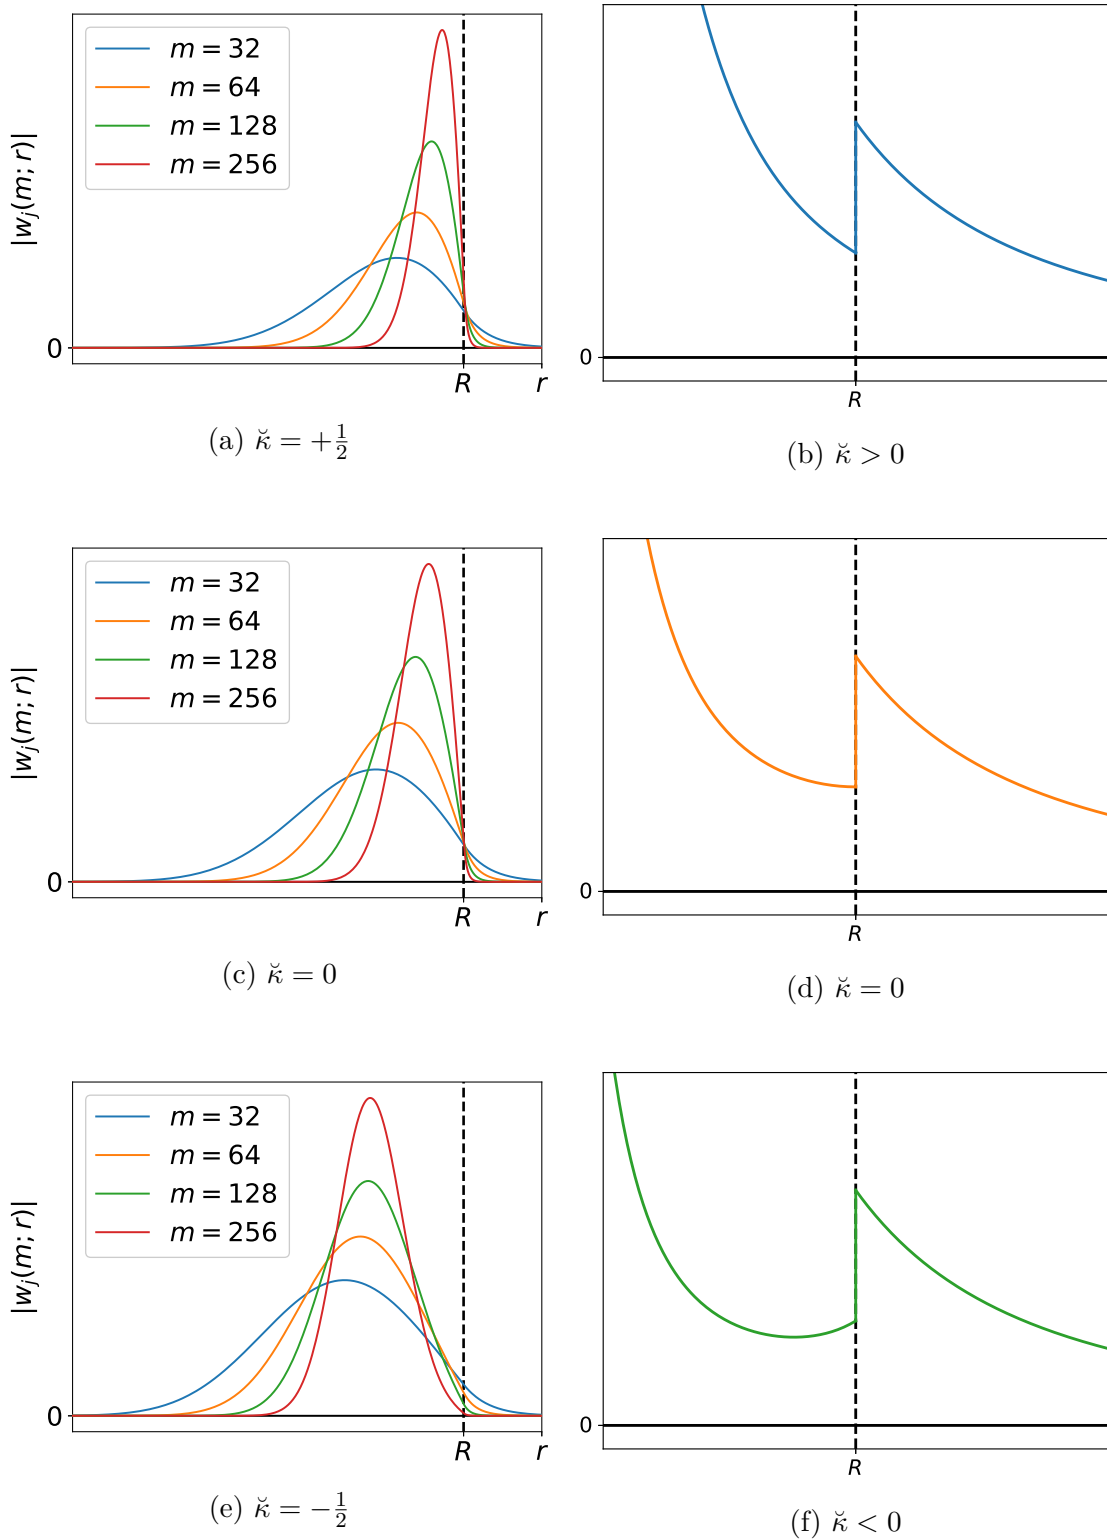 m = 32
m = 64
m = 128
m = 256
|w_j(m; r)|
0
R
r
(a) κ̆ = +1/2
0
R
(b) κ̆ > 0
m = 32
m = 64
m = 128
m = 256
|w_j(m; r)|
0
R
r
(c) κ̆ = 0
0
R
(d) κ̆ = 0
m = 32
m = 64
m = 128
m = 256
|w_j(m; r)|
0
R
r
(e) κ̆ = −1/2
0
R
(f) κ̆ < 0